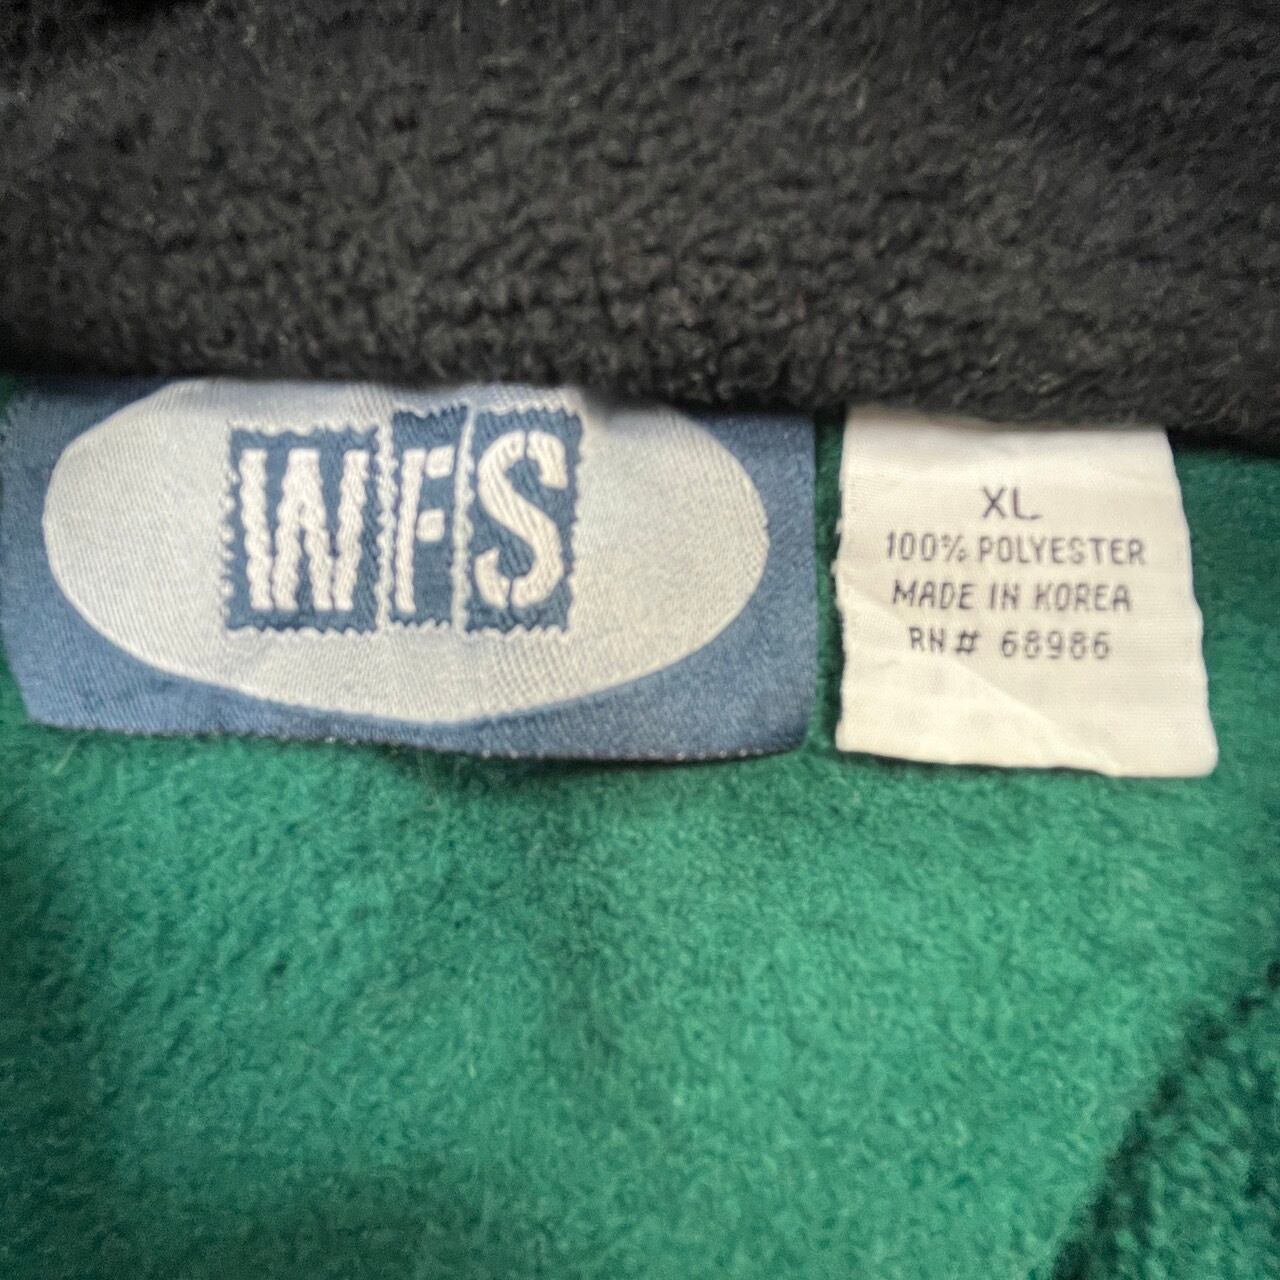 WFS
XL
100% POLYESTER
MADE IN KOREA
RN# 68986